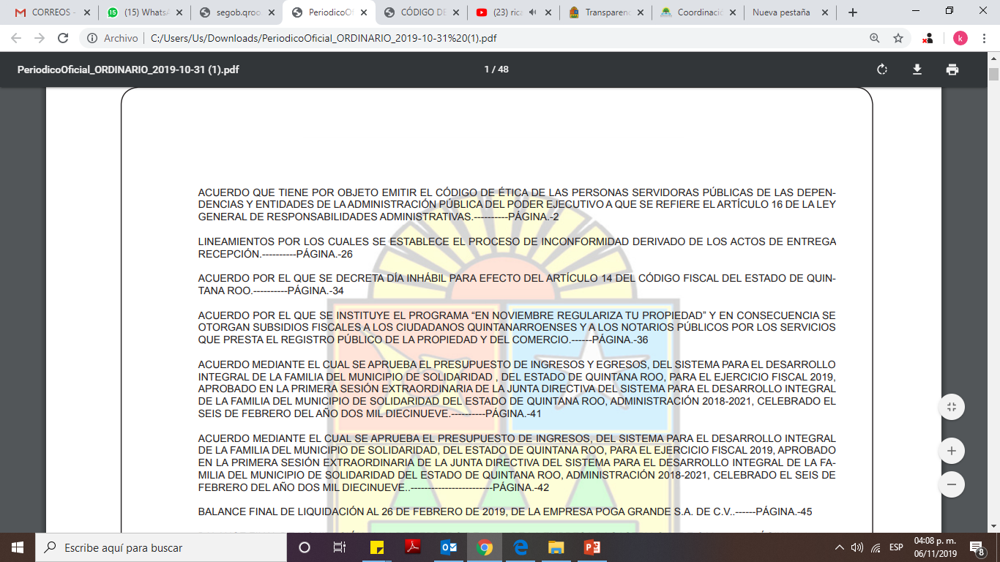 CORREOS -
(15) WhatsA
segob.qroo
PeriodicoOf
CÓDIGO DE
(23) rica
Transparenc
Coordinació
Nueva pestaña
Archivo C:/Users/Us/Downloads/PeriodicoOficial_ORDINARIO_2019-10-31%20(1).pdf
k
PeriodicoOficial_ORDINARIO_2019-10-31 (1).pdf
1 / 48
ACUERDO QUE TIENE POR OBJETO EMITIR EL CÓDIGO DE ÉTICA DE LAS PERSONAS SERVIDORAS PÚBLICAS DE LAS DEPEN-
DENCIAS Y ENTIDADES DE LA ADMINISTRACIÓN PÚBLICA DEL PODER EJECUTIVO A QUE SE REFIERE EL ARTÍCULO 16 DE LA LEY
GENERAL DE RESPONSABILIDADES ADMINISTRATIVAS.----------PÁGINA.-2
LINEAMIENTOS POR LOS CUALES SE ESTABLECE EL PROCESO DE INCONFORMIDAD DERIVADO DE LOS ACTOS DE ENTREGA
RECEPCIÓN.----------PÁGINA.-26
ACUERDO POR EL QUE SE DECRETA DÍA INHÁBIL PARA EFECTO DEL ARTÍCULO 14 DEL CÓDIGO FISCAL DEL ESTADO DE QUIN-
TANA ROO.----------PÁGINA.-34
ACUERDO POR EL QUE SE INSTITUYE EL PROGRAMA “EN NOVIEMBRE REGULARIZA TU PROPIEDAD” Y EN CONSECUENCIA SE
OTORGAN SUBSIDIOS FISCALES A LOS CIUDADANOS QUINTANARROENSES Y A LOS NOTARIOS PÚBLICOS POR LOS SERVICIOS
QUE PRESTA EL REGISTRO PÚBLICO DE LA PROPIEDAD Y DEL COMERCIO.------PÁGINA.-36
ACUERDO MEDIANTE EL CUAL SE APRUEBA EL PRESUPUESTO DE INGRESOS Y EGRESOS, DEL SISTEMA PARA EL DESARROLLO
INTEGRAL DE LA FAMILIA DEL MUNICIPIO DE SOLIDARIDAD , DEL ESTADO DE QUINTANA ROO, PARA EL EJERCICIO FISCAL 2019,
APROBADO EN LA PRIMERA SESIÓN EXTRAORDINARIA DE LA JUNTA DIRECTIVA DEL SISTEMA PARA EL DESARROLLO INTEGRAL
DE LA FAMILIA DEL MUNICIPIO DE SOLIDARIDAD DEL ESTADO DE QUINTANA ROO, ADMINISTRACIÓN 2018-2021, CELEBRADO EL
SEIS DE FEBRERO DEL AÑO DOS MIL DIECINUEVE.----------PÁGINA.-41
ACUERDO MEDIANTE EL CUAL SE APRUEBA EL PRESUPUESTO DE INGRESOS, DEL SISTEMA PARA EL DESARROLLO INTEGRAL
DE LA FAMILIA DEL MUNICIPIO DE SOLIDARIDAD, DEL ESTADO DE QUINTANA ROO, PARA EL EJERCICIO FISCAL 2019, APROBADO
EN LA PRIMERA SESIÓN EXTRAORDINARIA DE LA JUNTA DIRECTIVA DEL SISTEMA PARA EL DESARROLLO INTEGRAL DE LA FA-
MILIA DEL MUNICIPIO DE SOLIDARIDAD DEL ESTADO DE QUINTANA ROO, ADMINISTRACIÓN 2018-2021, CELEBRADO EL SEIS DE
FEBRERO DEL AÑO DOS MIL DIECINUEVE..------------------------PÁGINA.-42
BALANCE FINAL DE LIQUIDACIÓN AL 26 DE FEBRERO DE 2019, DE LA EMPRESA POGA GRANDE S.A. DE C.V..------PÁGINA.-45
Escribe aquí para buscar
ESP
04:08 p. m.
06/11/2019
8